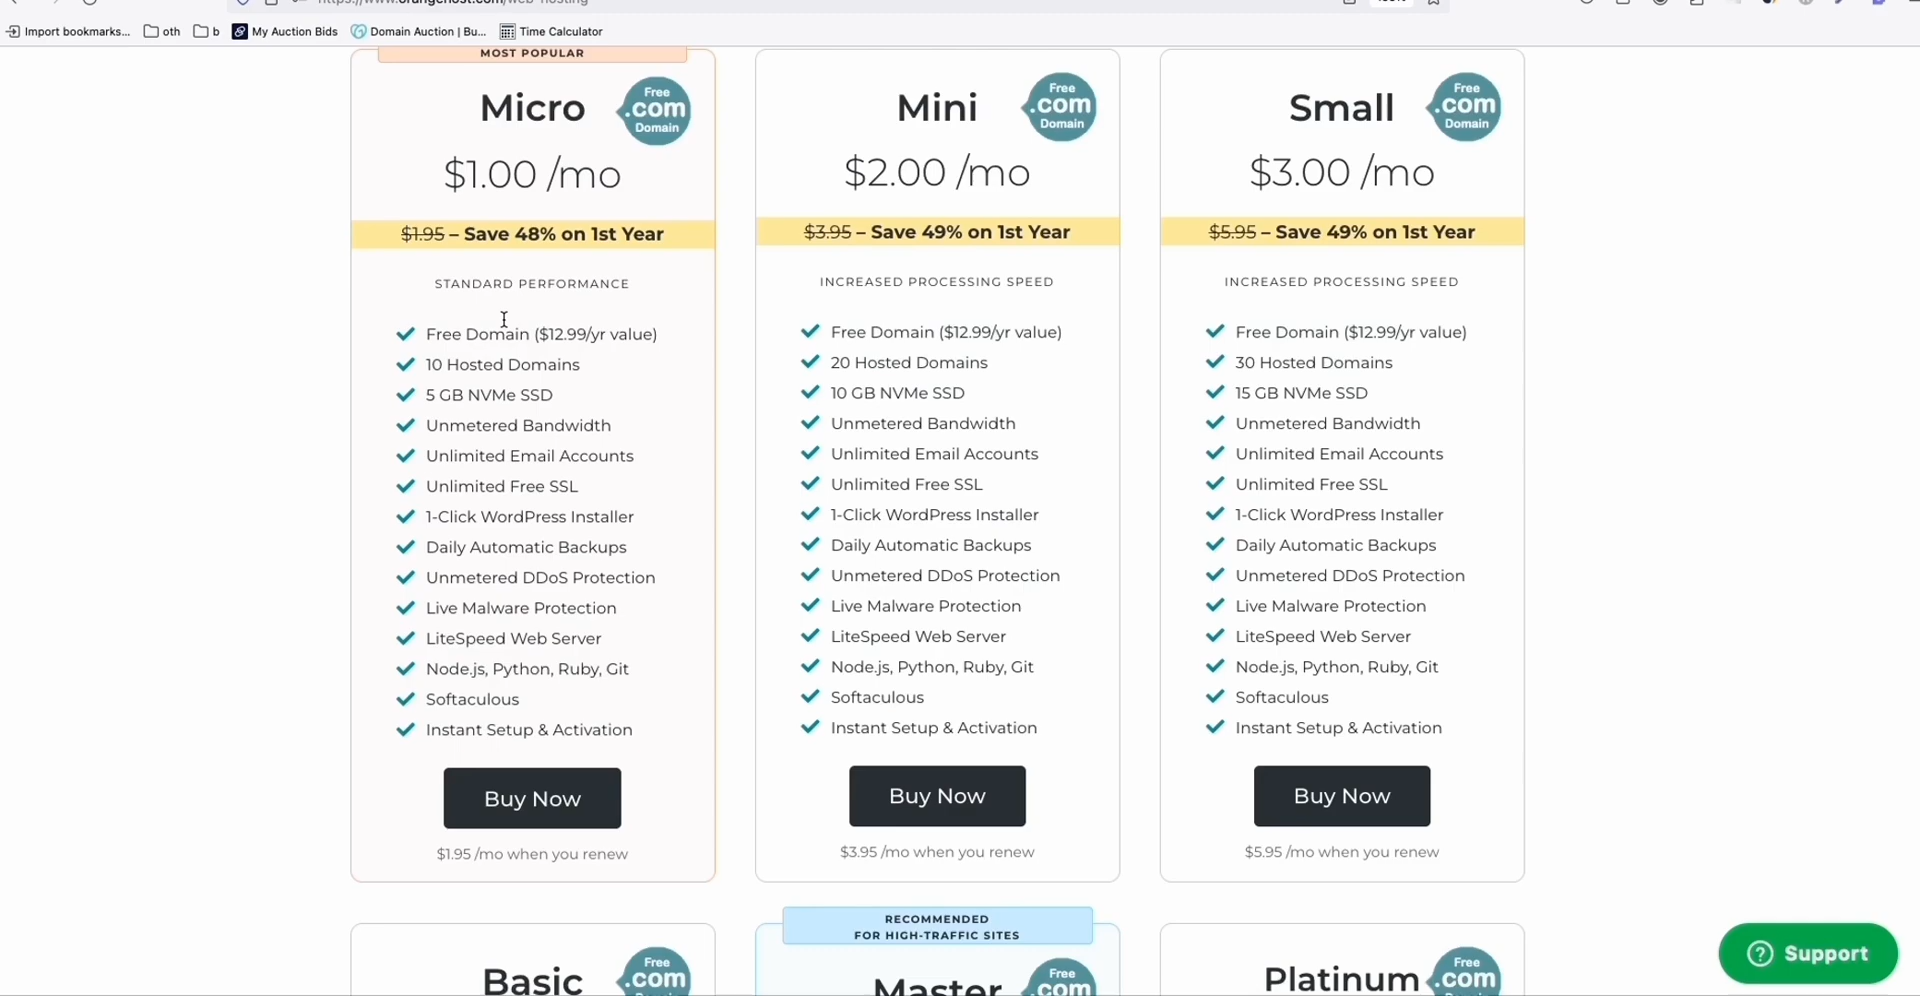 Import bookmarks...
oth
b
My Auction Bids
Domain Auction | Bu...
Time Calculator
MOST POPULAR
Micro
Free
.com
Domain
$1.00 /mo
$1.95 – Save 48% on 1st Year
STANDARD PERFORMANCE
Free Domain ($12.99/yr value)
10 Hosted Domains
5 GB NVMe SSD
Unmetered Bandwidth
Unlimited Email Accounts
Unlimited Free SSL
1-Click WordPress Installer
Daily Automatic Backups
Unmetered DDoS Protection
Live Malware Protection
LiteSpeed Web Server
Node.js, Python, Ruby, Git
Softaculous
Instant Setup & Activation
Buy Now
$1.95 /mo when you renew
Mini
Free
.com
Domain
$2.00 /mo
$3.95 – Save 49% on 1st Year
INCREASED PROCESSING SPEED
Free Domain ($12.99/yr value)
20 Hosted Domains
10 GB NVMe SSD
Unmetered Bandwidth
Unlimited Email Accounts
Unlimited Free SSL
1-Click WordPress Installer
Daily Automatic Backups
Unmetered DDoS Protection
Live Malware Protection
LiteSpeed Web Server
Node.js, Python, Ruby, Git
Softaculous
Instant Setup & Activation
Buy Now
$3.95 /mo when you renew
Small
Free
.com
Domain
$3.00 /mo
$5.95 – Save 49% on 1st Year
INCREASED PROCESSING SPEED
Free Domain ($12.99/yr value)
30 Hosted Domains
15 GB NVMe SSD
Unmetered Bandwidth
Unlimited Email Accounts
Unlimited Free SSL
1-Click WordPress Installer
Daily Automatic Backups
Unmetered DDoS Protection
Live Malware Protection
LiteSpeed Web Server
Node.js, Python, Ruby, Git
Softaculous
Instant Setup & Activation
Buy Now
$5.95 /mo when you renew
Basic
Free
.com
RECOMMENDED
FOR HIGH-TRAFFIC SITES
Master
Free
.com
Platinum
Free
.com
Support